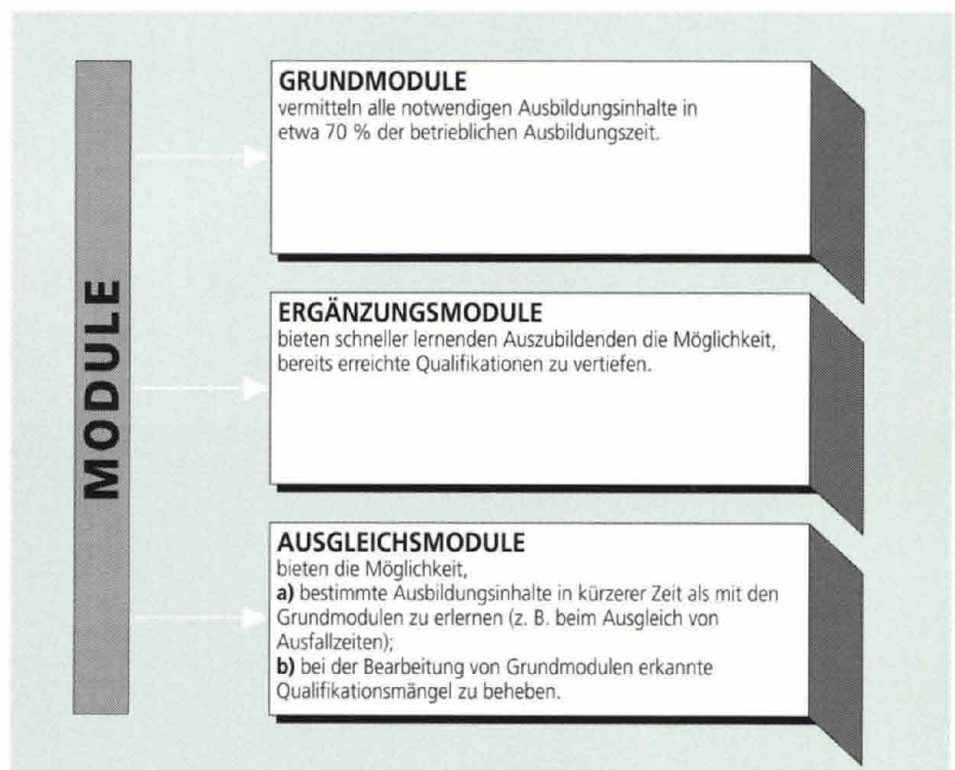 MODULE
GRUNDMODULE
vermitteln alle notwendigen Ausbildungsinhalte in
etwa 70 % der betrieblichen Ausbildungszeit.
ERGÄNZUNGSMODULE
bieten schneller lernenden Auszubildenden die Möglichkeit,
bereits erreichte Qualifikationen zu vertiefen.
AUSGLEICHSMODULE
bieten die Möglichkeit,
a) bestimmte Ausbildungsinhalte in kürzerer Zeit als mit den
Grundmodulen zu erlernen (z. B. beim Ausgleich von
Ausfallzeiten);
b) bei der Bearbeitung von Grundmodulen erkannte
Qualifikationsmängel zu beheben.